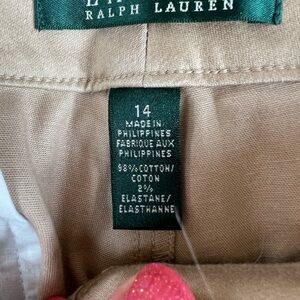 RALPH LAUREN
14
MADE IN
PHILIPPINES
FABRIQUE AUX
PHILIPPINES
98% COTTON/
COTON
2%
ELASTANE/
ELASTHANNE